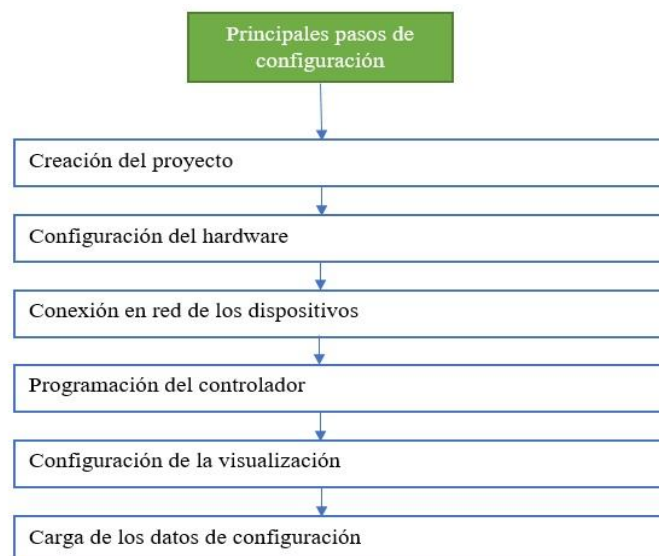 Principales pasos de
configuración
Creación del proyecto
Configuración del hardware
Conexión en red de los dispositivos
Programación del controlador
Configuración de la visualización
Carga de los datos de configuración